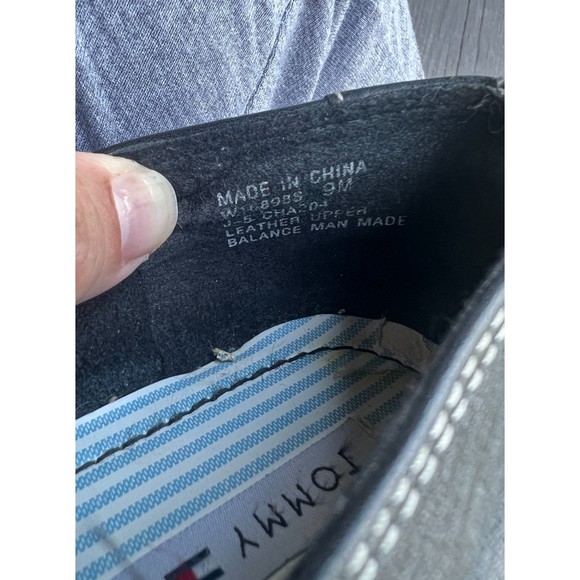 MADE IN CHINA
9M
LEATHER UPPER
BALANCE MAN MADE
TOMMY